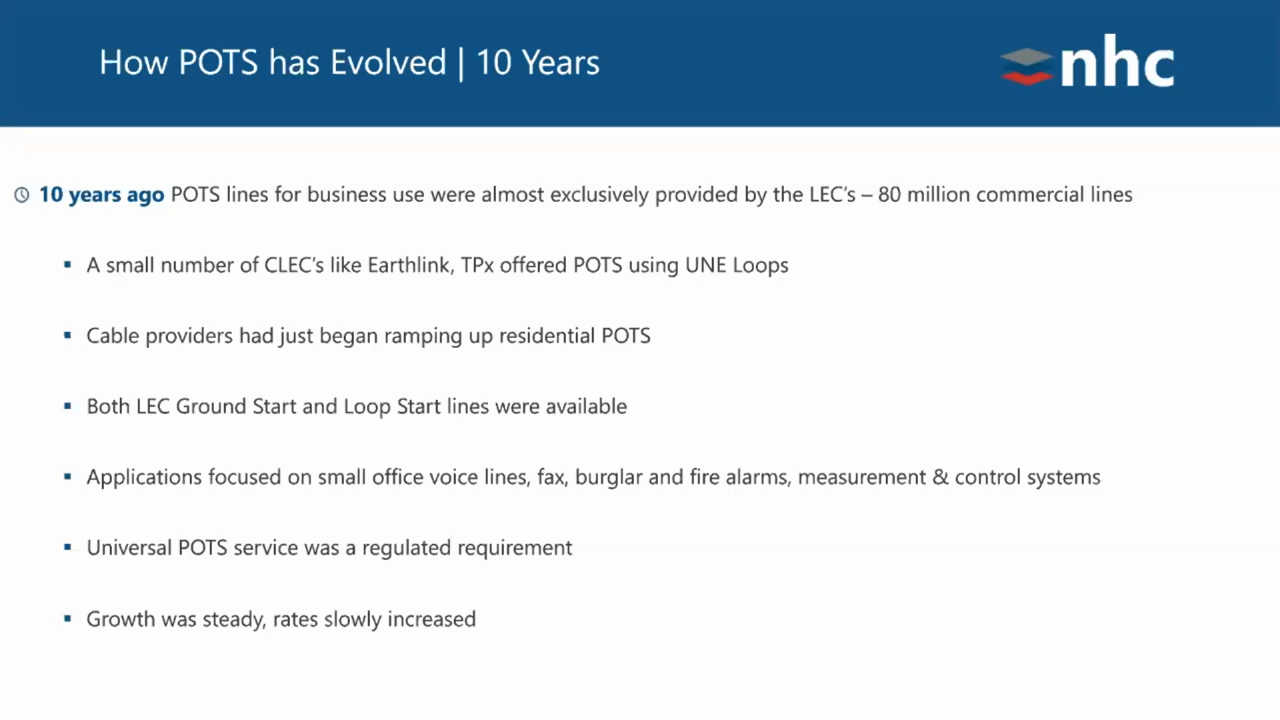 How POTS has Evolved | 10 Years
nhc
10 years ago POTS lines for business use were almost exclusively provided by the LEC's – 80 million commercial lines
▪ A small number of CLEC's like Earthlink, TPx offered POTS using UNE Loops
▪ Cable providers had just began ramping up residential POTS
▪ Both LEC Ground Start and Loop Start lines were available
▪ Applications focused on small office voice lines, fax, burglar and fire alarms, measurement & control systems
▪ Universal POTS service was a regulated requirement
▪ Growth was steady, rates slowly increased